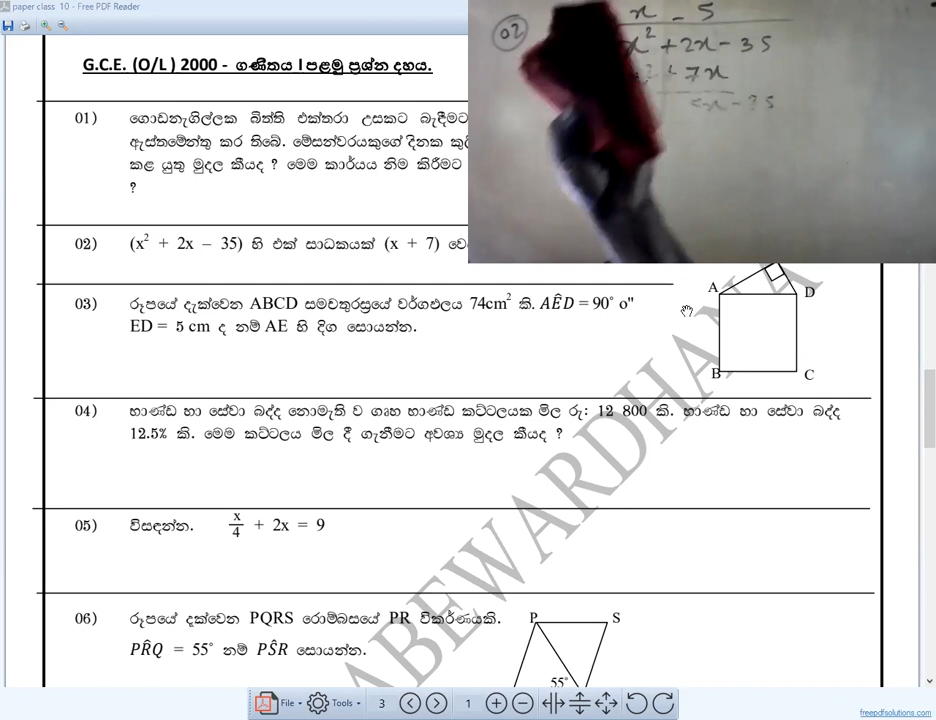 paper class 10 - Free PDF Reader
02 x - 5
x² + 2x - 35
+ 7x
G.C.E. (O/L) 2000 - ගණිතය I පළමු ප්‍රශ්න දහය.
01) ගොඩනැගිල්ලක බිත්ති එක්තරා උසකට බැඳීමට
ඇස්තමේන්තු කර තිබේ. මේසන්වරයකුගේ දිනක
කළ යුතු මුදල කීයද ? මෙම කාර්යය නිම කිරීමට
?
02) (x² + 2x – 35) හි එක් සාධකයක් (x + 7)
03) රූපයේ දැක්වෙන ABCD සමචතුරස්‍රයේ වර්ගඵලය 74cm² කි. AÊD = 90° o"
ED = 5 cm ද නම් AE හි දිග සොයන්න.
A D
B C
04) භාණ්ඩ හා සේවා බද්ද නොමැති ව ගෘහ භාණ්ඩ කට්ටලයක මිල රු: 12 800 කි. භාණ්ඩ හා සේවා බද්ද
12.5% කි. මෙම කට්ටලය මිල දී ගැනීමට අවශ්‍ය මුදල කීයද ?
05) විසඳන්න. x/4 + 2x = 9
06) රූපයේ දක්වෙන PQRS රොම්බසයේ PR විකර්ණයකි.
PR̂Q = 55° නම් PŜR සොයන්න.
P S
55°
ABEWARDHANA
File Tools 3 1
freepdfsolutions.com